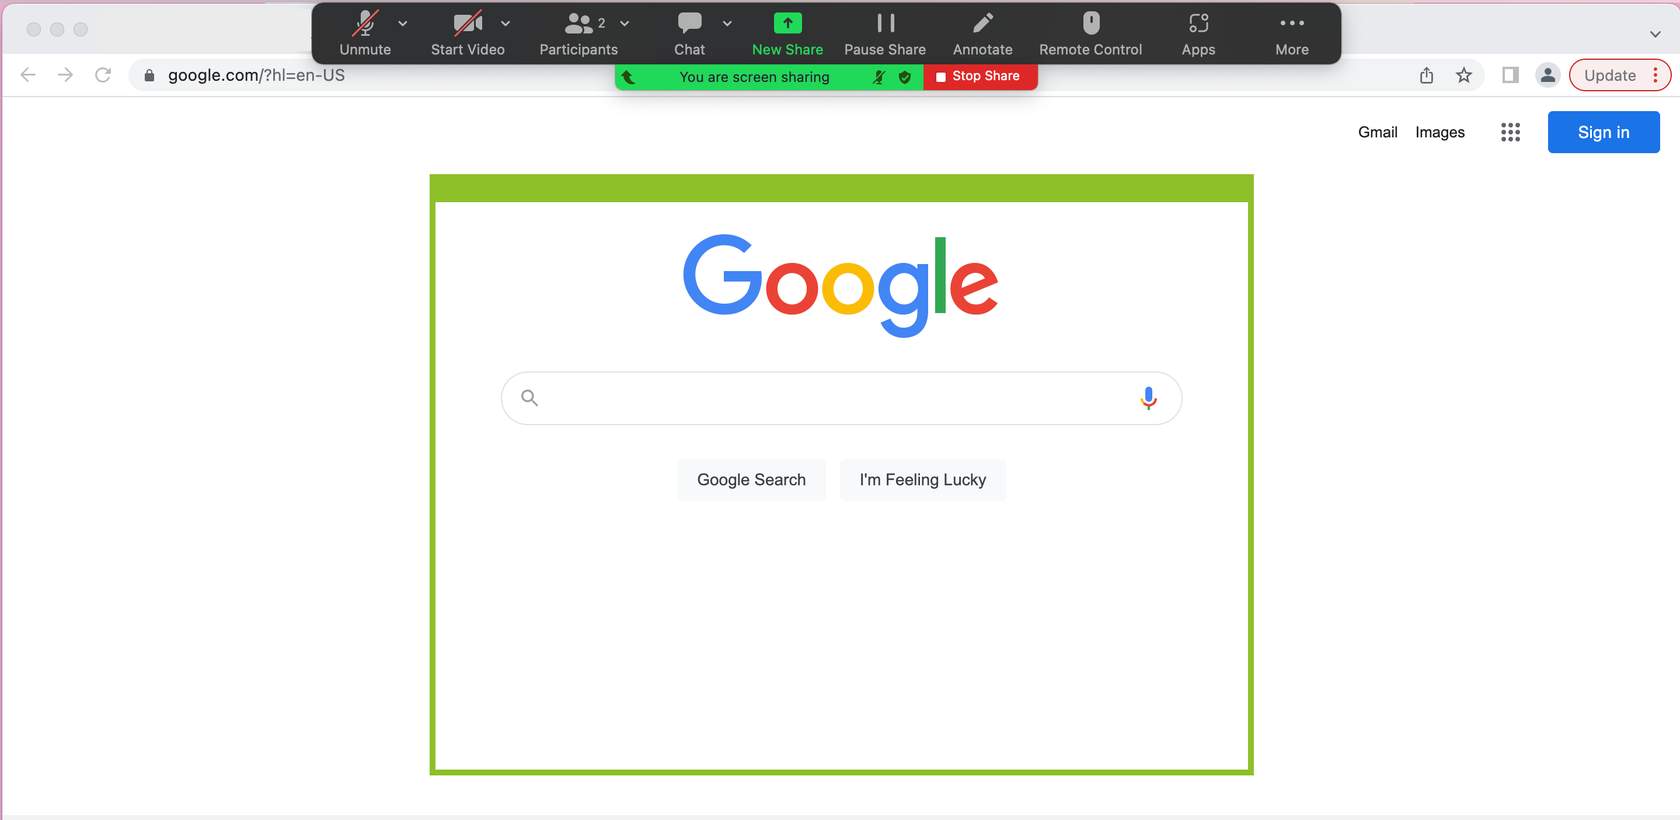 Unmute Start Video Participants 2 Chat New Share Pause Share Annotate Remote Control Apps More
google.com/?hl=en-US You are screen sharing Stop Share Update
Gmail Images Sign in
Google
Google Search I'm Feeling Lucky